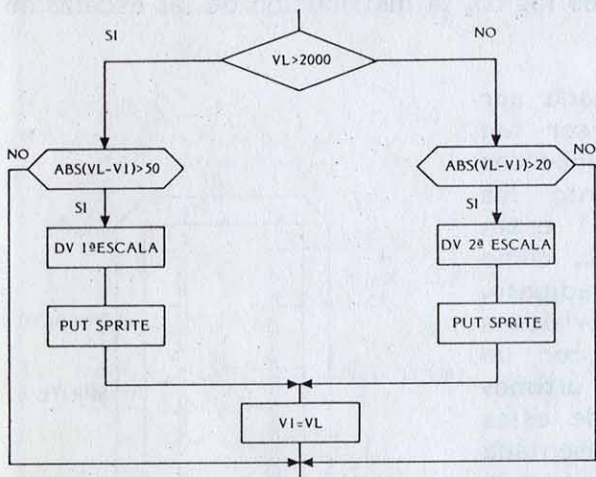 SI
NO
VL>2000
NO
ABS(VL-V1)>50
ABS(VL-V1)>20
NO
SI
SI
DV 1ªESCALA
DV 2ª ESCALA
PUT SPRITE
PUT SPRITE
V1=VL